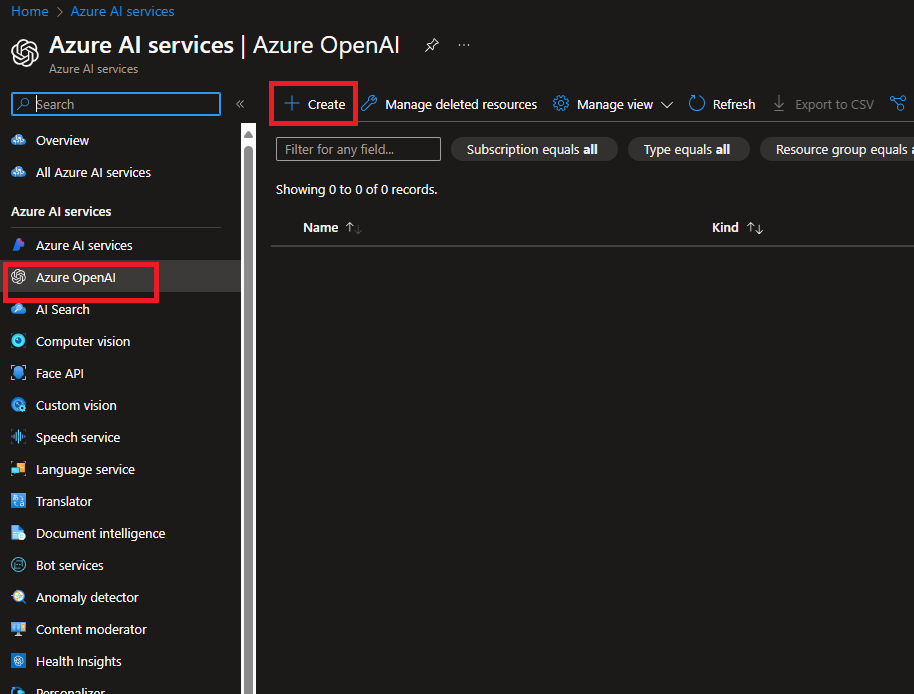 Home > Azure AI services
Azure AI services | Azure OpenAI
Azure AI services
Search
Create
Manage deleted resources
Manage view
Refresh
Export to CSV
Filter for any field...
Subscription equals all
Type equals all
Resource group equals
Showing 0 to 0 of 0 records.
Name
Kind
Overview
All Azure AI services
Azure AI services
Azure AI services
Azure OpenAI
AI Search
Computer vision
Face API
Custom vision
Speech service
Language service
Translator
Document intelligence
Bot services
Anomaly detector
Content moderator
Health Insights
Personalizer